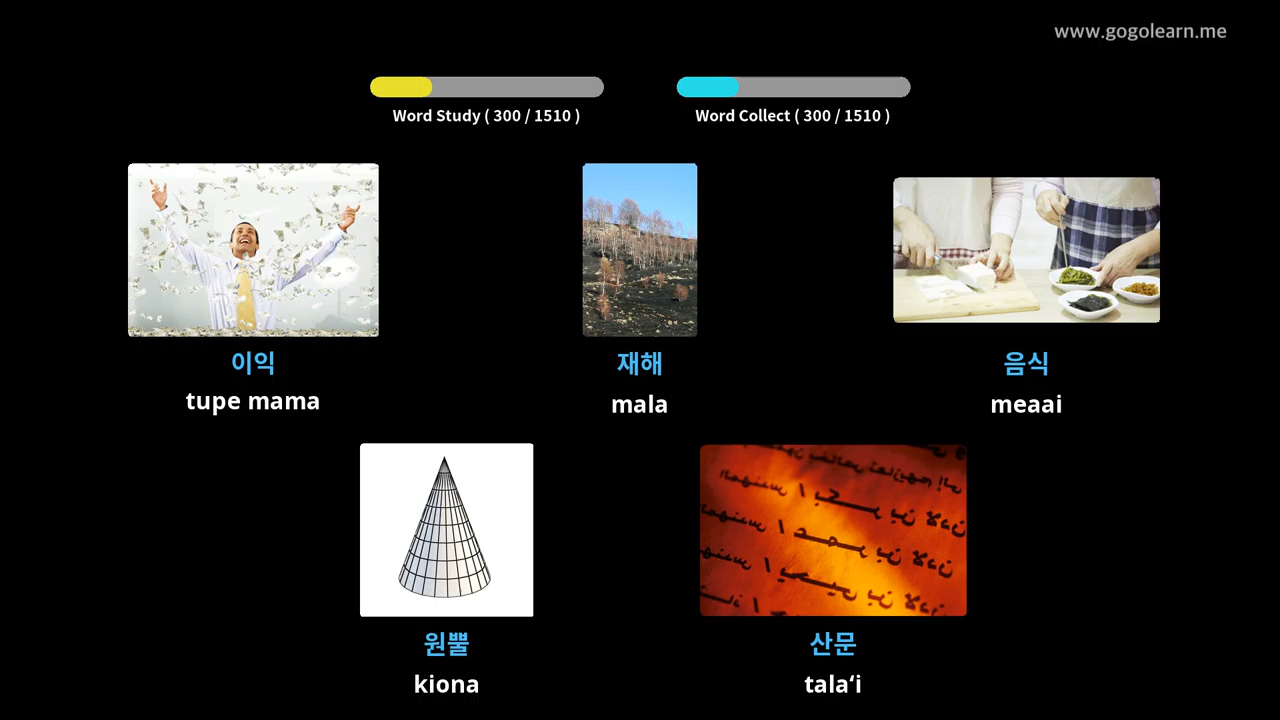 www.gogolearn.me
Word Study ( 300 / 1510 )
Word Collect ( 300 / 1510 )
이익
tupe mama
재해
mala
음식
meaai
원뿔
kiona
산문
talaʻi